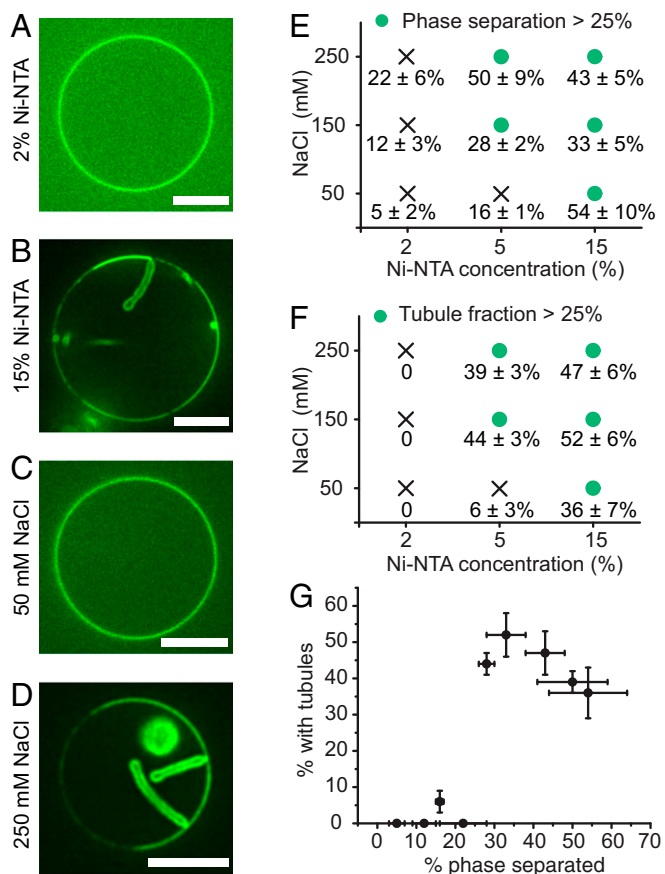 A
2% Ni-NTA
B
15% Ni-NTA
C
50 mM NaCl
D
250 mM NaCl
E
Phase separation > 25%
NaCl (mM)
250
22 ± 6% 50 ± 9% 43 ± 5%
150
12 ± 3% 28 ± 2% 33 ± 5%
50
5 ± 2% 16 ± 1% 54 ± 10%
2 5 15
Ni-NTA concentration (%)
F
Tubule fraction > 25%
NaCl (mM)
250
0 39 ± 3% 47 ± 6%
150
0 44 ± 3% 52 ± 6%
50
0 6 ± 3% 36 ± 7%
2 5 15
Ni-NTA concentration (%)
G
% with tubules
60
50
40
30
20
10
0
0 10 20 30 40 50 60 70
% phase separated